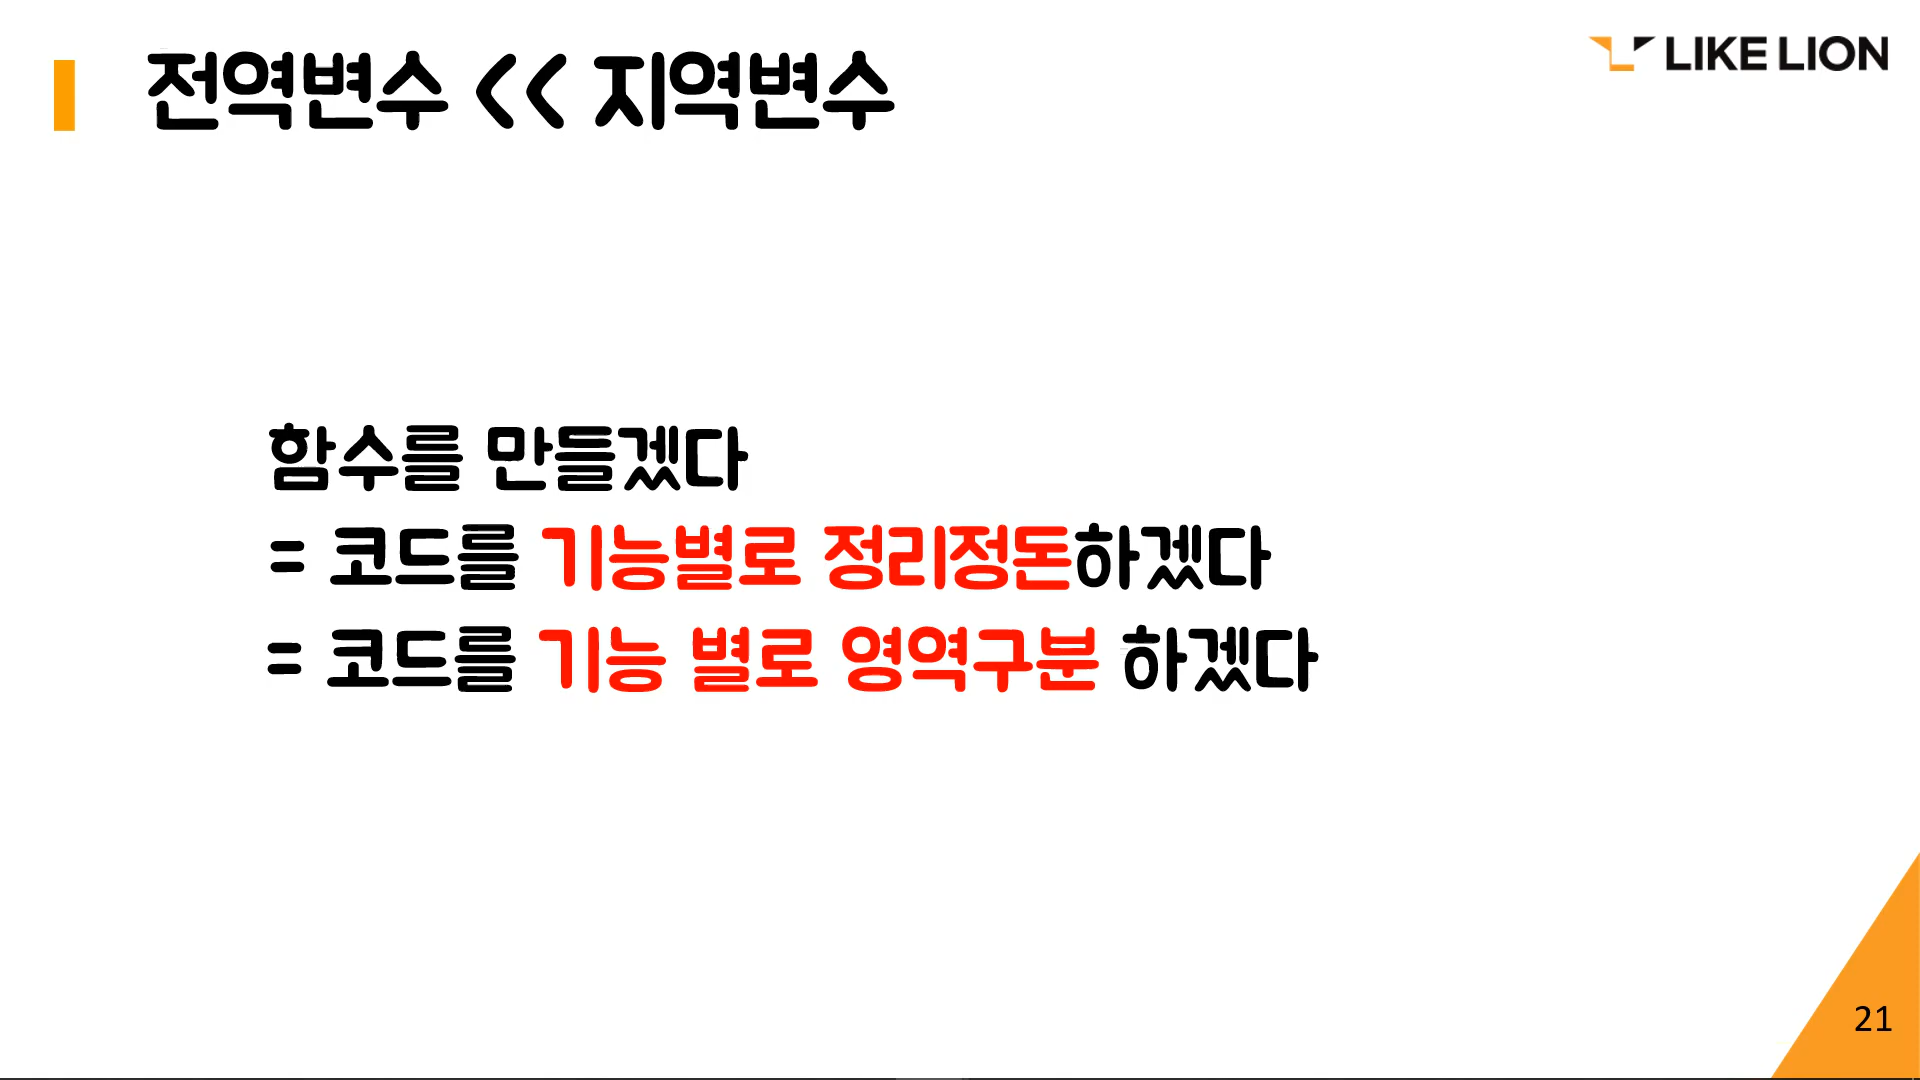 전역변수 << 지역변수
LIKE LION
함수를 만들겠다
= 코드를 기능별로 정리정돈하겠다
= 코드를 기능 별로 영역구분 하겠다
21